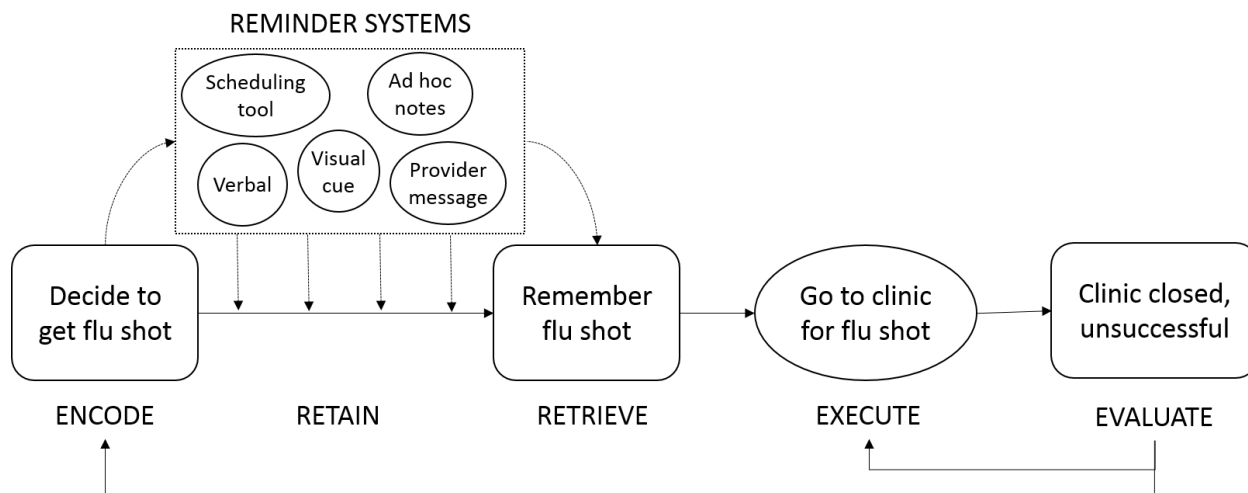 REMINDER SYSTEMS
Scheduling
tool
Ad hoc
notes
Verbal
Visual
cue
Provider
message
Decide to
get flu shot
Remember
flu shot
Go to clinic
for flu shot
Clinic closed,
unsuccessful
ENCODE
RETAIN
RETRIEVE
EXECUTE
EVALUATE